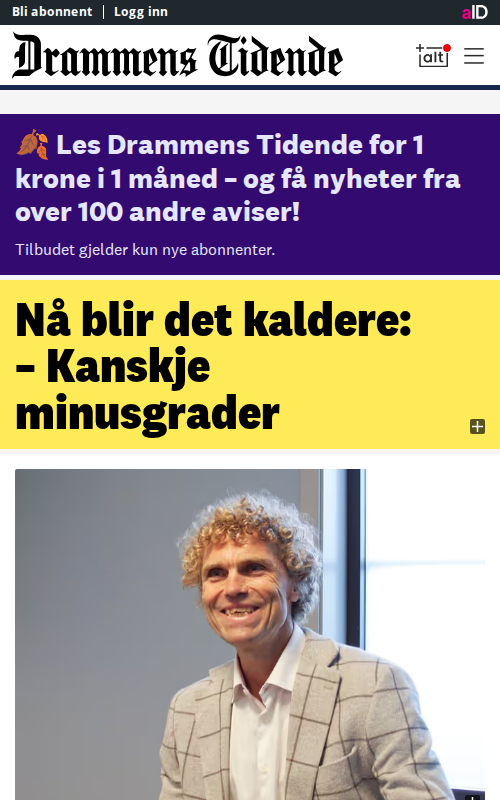 Bli abonnent | Logg inn
aID
Drammens Tidende
+alt
🍂 Les Drammens Tidende for 1
krone i 1 måned – og få nyheter fra
over 100 andre aviser!
Tilbudet gjelder kun nye abonnenter.
Nå blir det kaldere:
– Kanskje
minusgrader